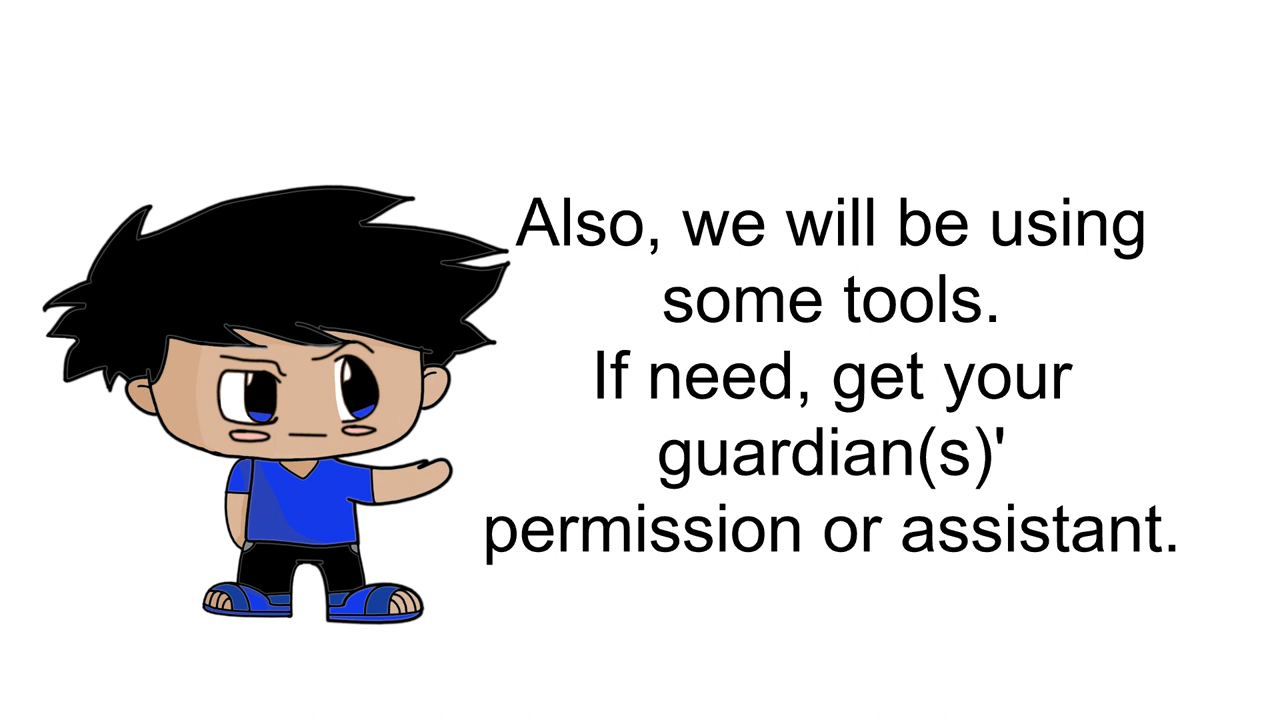 Also, we will be using
some tools.
If need, get your
guardian(s)'
permission or assistant.